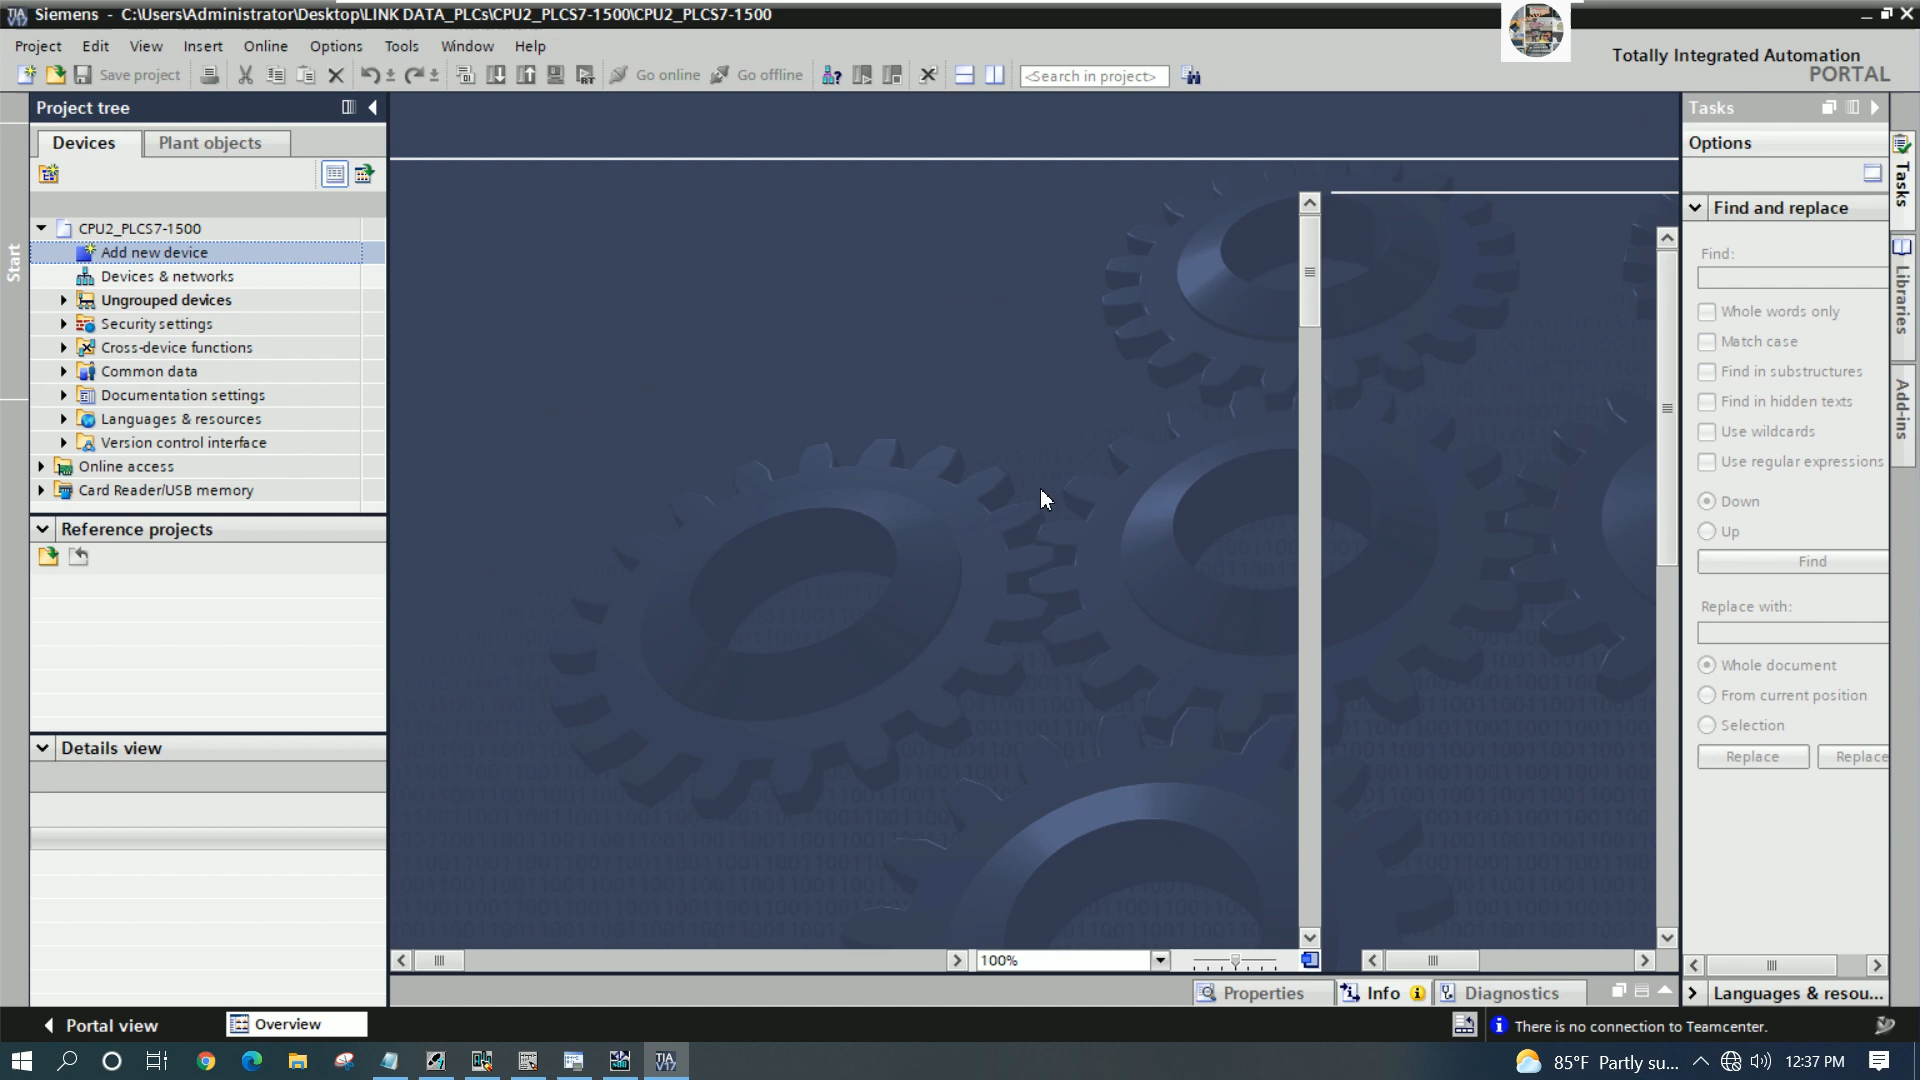 Siemens - C:\Users\Administrator\Desktop\LINK DATA_PLCs\CPU2_PLCS7-1500\CPU2_PLCS7-1500
Project Edit View Insert Online Options Tools Window Help
Totally Integrated Automation
PORTAL
Save project Go online Go offline <Search in project>
Project tree
Devices Plant objects
Start
CPU2_PLCS7-1500
Add new device
Devices & networks
Ungrouped devices
Security settings
Cross-device functions
Common data
Documentation settings
Languages & resources
Version control interface
Online access
Card Reader/USB memory
Reference projects
Details view
100%
Properties Info Diagnostics
Tasks
Options
Find and replace
Find:
Whole words only
Match case
Find in substructures
Find in hidden texts
Use wildcards
Use regular expressions
Down
Up
Find
Replace with:
Whole document
From current position
Selection
Replace Replace
Languages & resou...
Tasks
Libraries
Add-ins
Portal view Overview
There is no connection to Teamcenter.
TIA V17
85°F Partly su... 12:37 PM